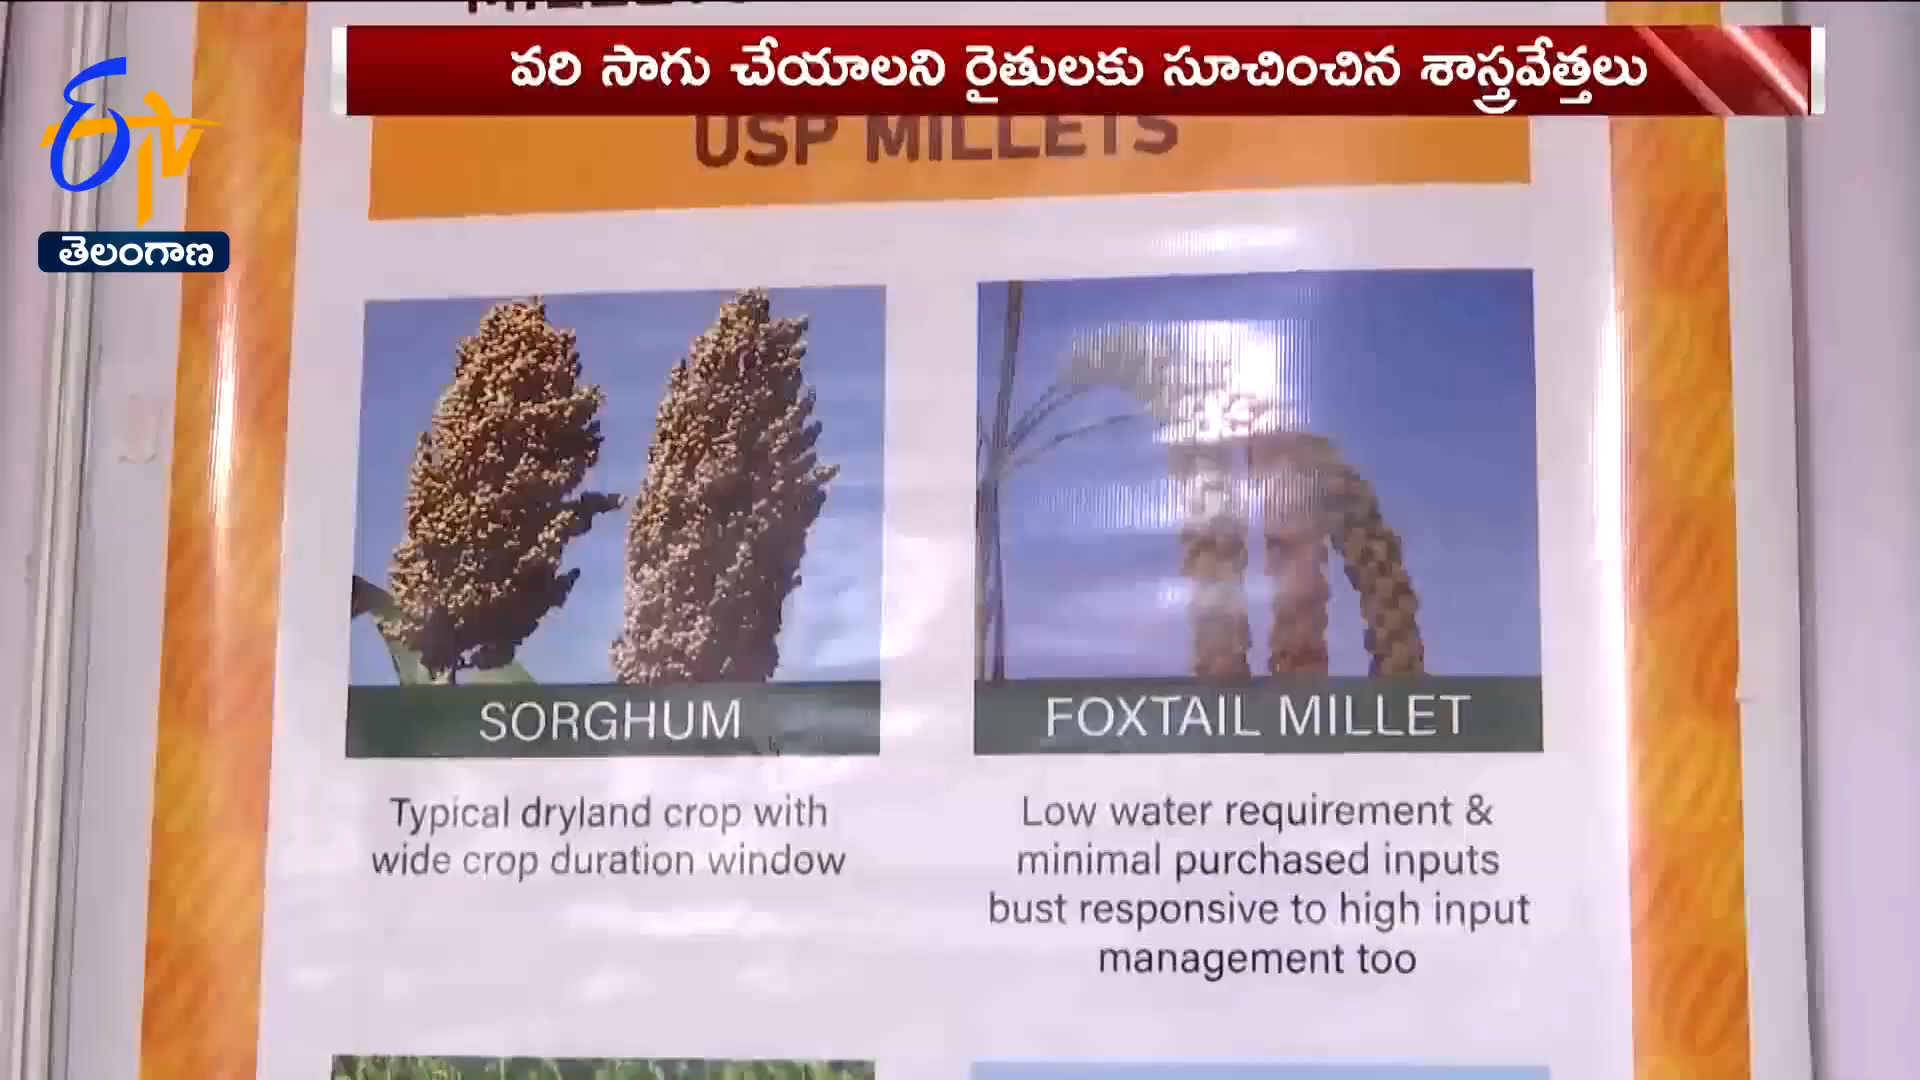 వరి సాగు చేయాలని రైతులకు సూచించిన శాస్త్రవేత్తలు
ETV
తెలంగాణ
USP MILLETS
SORGHUM
FOXTAIL MILLET
Typical dryland crop with
wide crop duration window
Low water requirement &
minimal purchased inputs
bust responsive to high input
management too